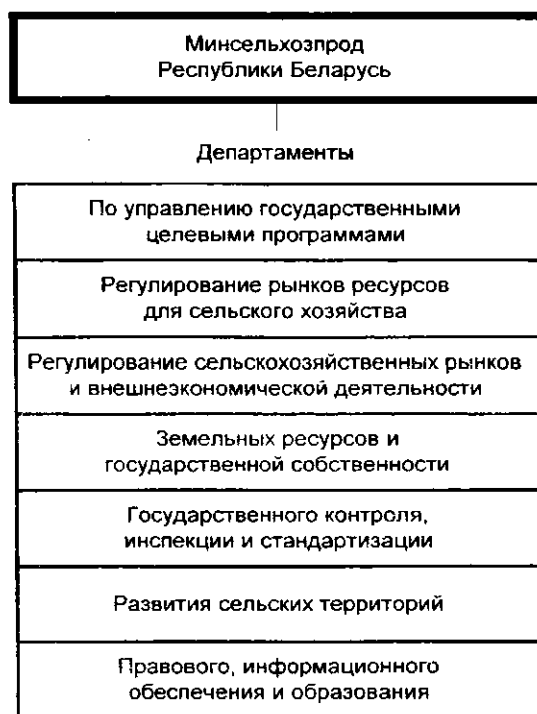 Минсельхозпрод
Республики Беларусь
Департаменты
По управлению государственными
целевыми программами
Регулирование рынков ресурсов
для сельского хозяйства
Регулирование сельскохозяйственных рынков
и внешнеэкономической деятельности
Земельных ресурсов и
государственной собственности
Государственного контроля,
инспекции и стандартизации
Развития сельских территорий
Правового, информационного
обеспечения и образования